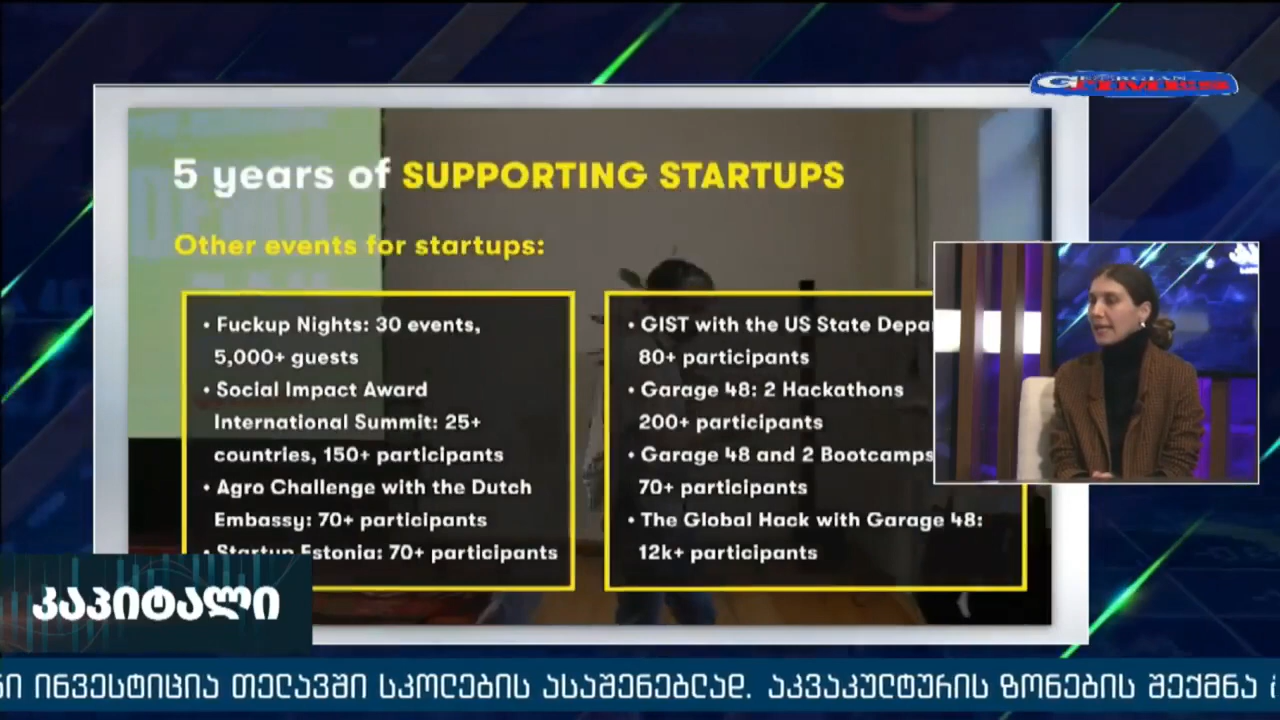 GEORGIAN
TIMES
5 years of SUPPORTING STARTUPS
Other events for startups:
• Fuckup Nights: 30 events,
5,000+ guests
• Social Impact Award
International Summit: 25+
countries, 150+ participants
• Agro Challenge with the Dutch
Embassy: 70+ participants
• Startup Estonia: 70+ participants
• GIST with the US State
80+ participants
• Garage 48: 2 Hackathons
200+ participants
• Garage 48 and 2 Bootcamps
70+ participants
• The Global Hack with Garage 48:
12k+ participants
კაპიტალი
ინვესტიცია თელავში სკოლების ასაშენებლად. აკვაკულტურის ზონების შექმნა